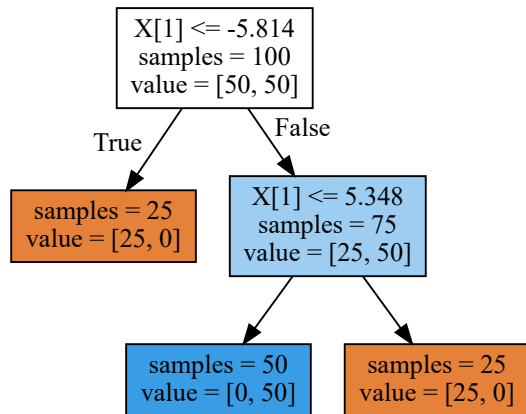 X[1] <= -5.814
samples = 100
value = [50, 50]
True
False
samples = 25
value = [25, 0]
X[1] <= 5.348
samples = 75
value = [25, 50]
samples = 50
value = [0, 50]
samples = 25
value = [25, 0]